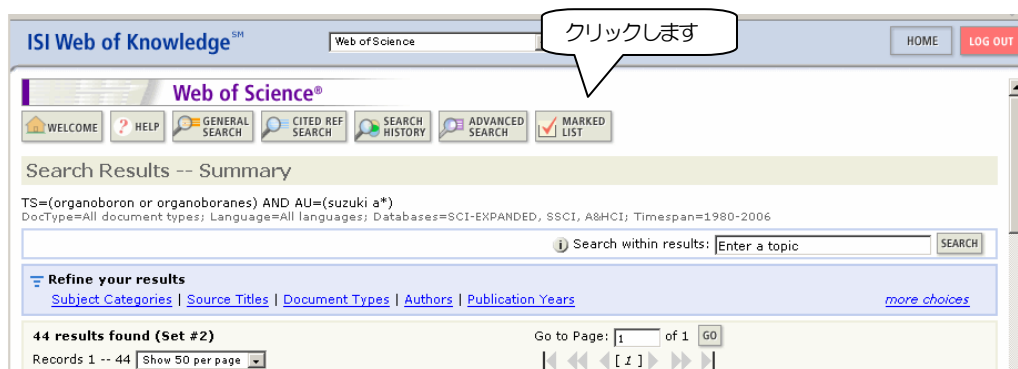 クリックします
ISI Web of Knowledge℠ Web of Science HOME LOG OUT
Web of Science®
WELCOME ? HELP GENERAL SEARCH CITED REF SEARCH SEARCH HISTORY ADVANCED SEARCH MARKED LIST
Search Results -- Summary
TS=(organoboron or organoboranes) AND AU=(suzuki a*)
DocType=All document types; Language=All languages; Databases=SCI-EXPANDED, SSCI, A&HCI; Timespan=1980-2006
i Search within results: Enter a topic SEARCH
Refine your results
Subject Categories | Source Titles | Document Types | Authors | Publication Years more choices
44 results found (Set #2) Go to Page: 1 of 1 GO
Records 1 -- 44 Show 50 per page [ 1 ]